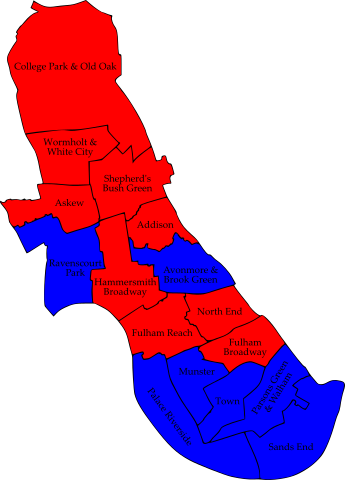 College Park & Old Oak
Wormholt &
White City
Shepherd's
Bush Green
Askew
Addison
Ravenscourt
Park
Avonmore &
Brook Green
Hammersmith
Broadway
North End
Fulham Reach
Fulham
Broadway
Munster
Palace Riverside
Town
Parsons Green
& Walham
Sands End